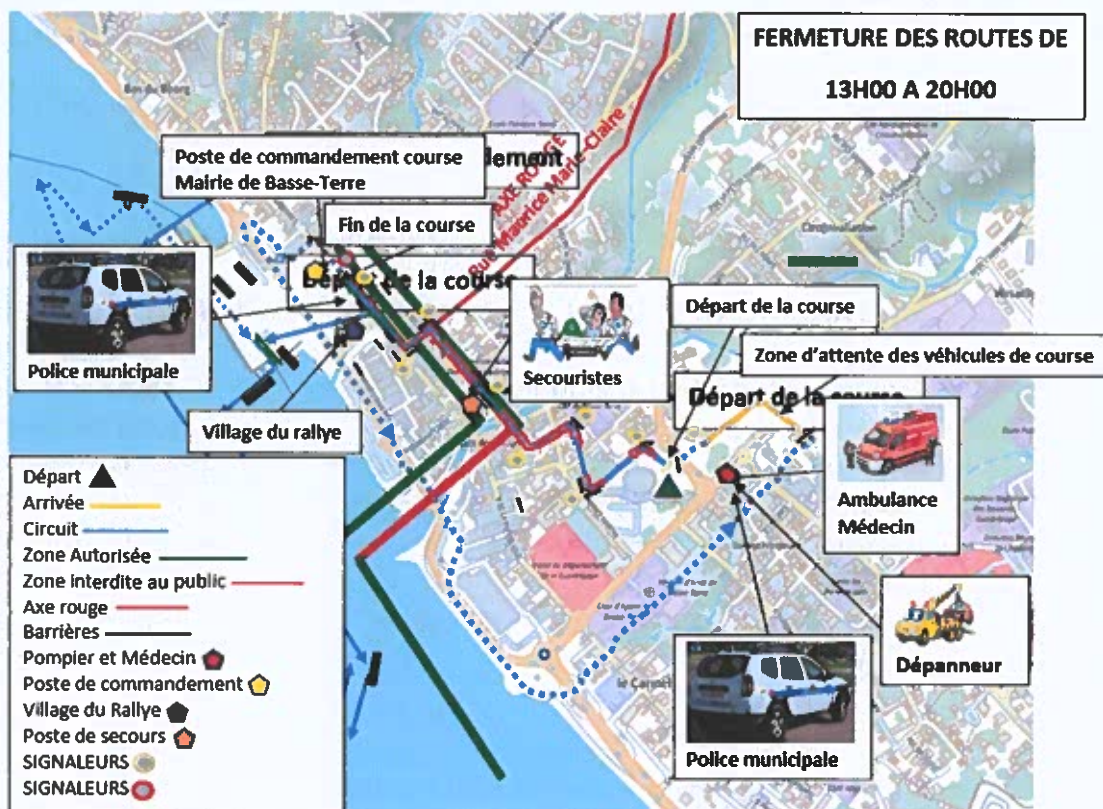 FERMETURE DES ROUTES DE
13H00 A 20H00
Poste de commandement course
Mairie de Basse-Terre
dement
AXE ROUGE
Rue Maurice Marie-Claire
Fin de la course
Départ de la course
Police municipale
Secouristes
Départ de la course
Zone d'attente des véhicules de course
Départ de la course
Village du rallye
Ambulance
Médecin
Dépanneur
Police municipale
le Carmel
Circonvallation
Départ
Arrivée
Circuit
Zone Autorisée
Zone Interdite au public
Axe rouge
Barrières
Pompier et Médecin
Poste de commandement
Village du Rallye
Poste de secours
SIGNALEURS
SIGNALEURS